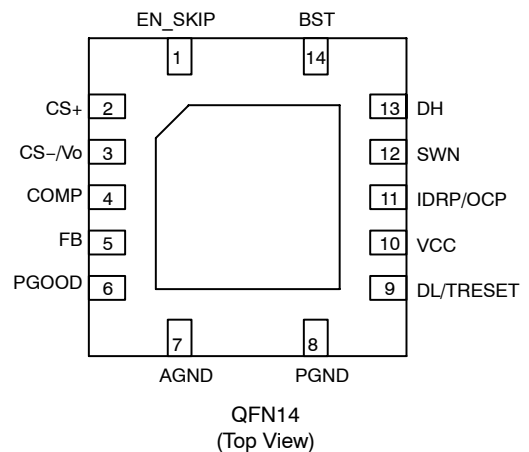 EN_SKIP BST
1 14
CS+ 2 13 DH
CS−/Vo 3 12 SWN
COMP 4 11 IDRP/OCP
FB 5 10 VCC
PGOOD 6 9 DL/TRESET
7 8
AGND PGND
QFN14
(Top View)